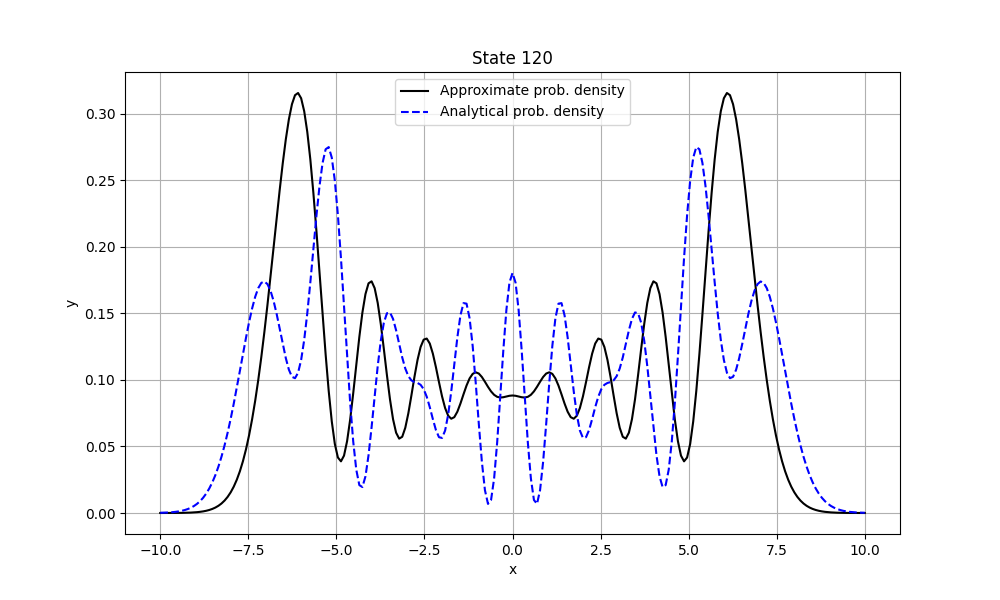 State 120
Approximate prob. density
Analytical prob. density
0.30
0.25
0.20
0.15
0.10
0.05
0.00
y
−10.0 −7.5 −5.0 −2.5 0.0 2.5 5.0 7.5 10.0
x